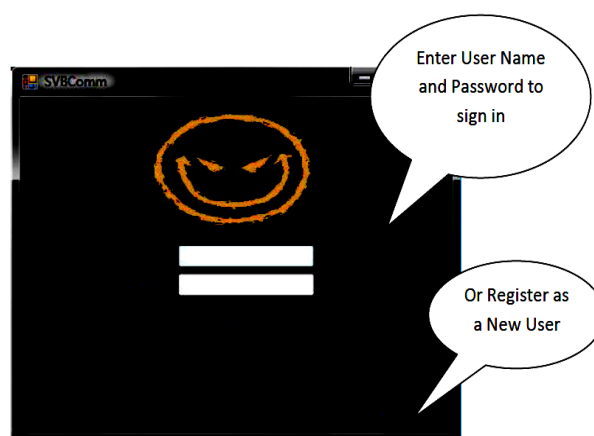 SVBComm
Enter User Name
and Password to
sign in
Or Register as
a New User